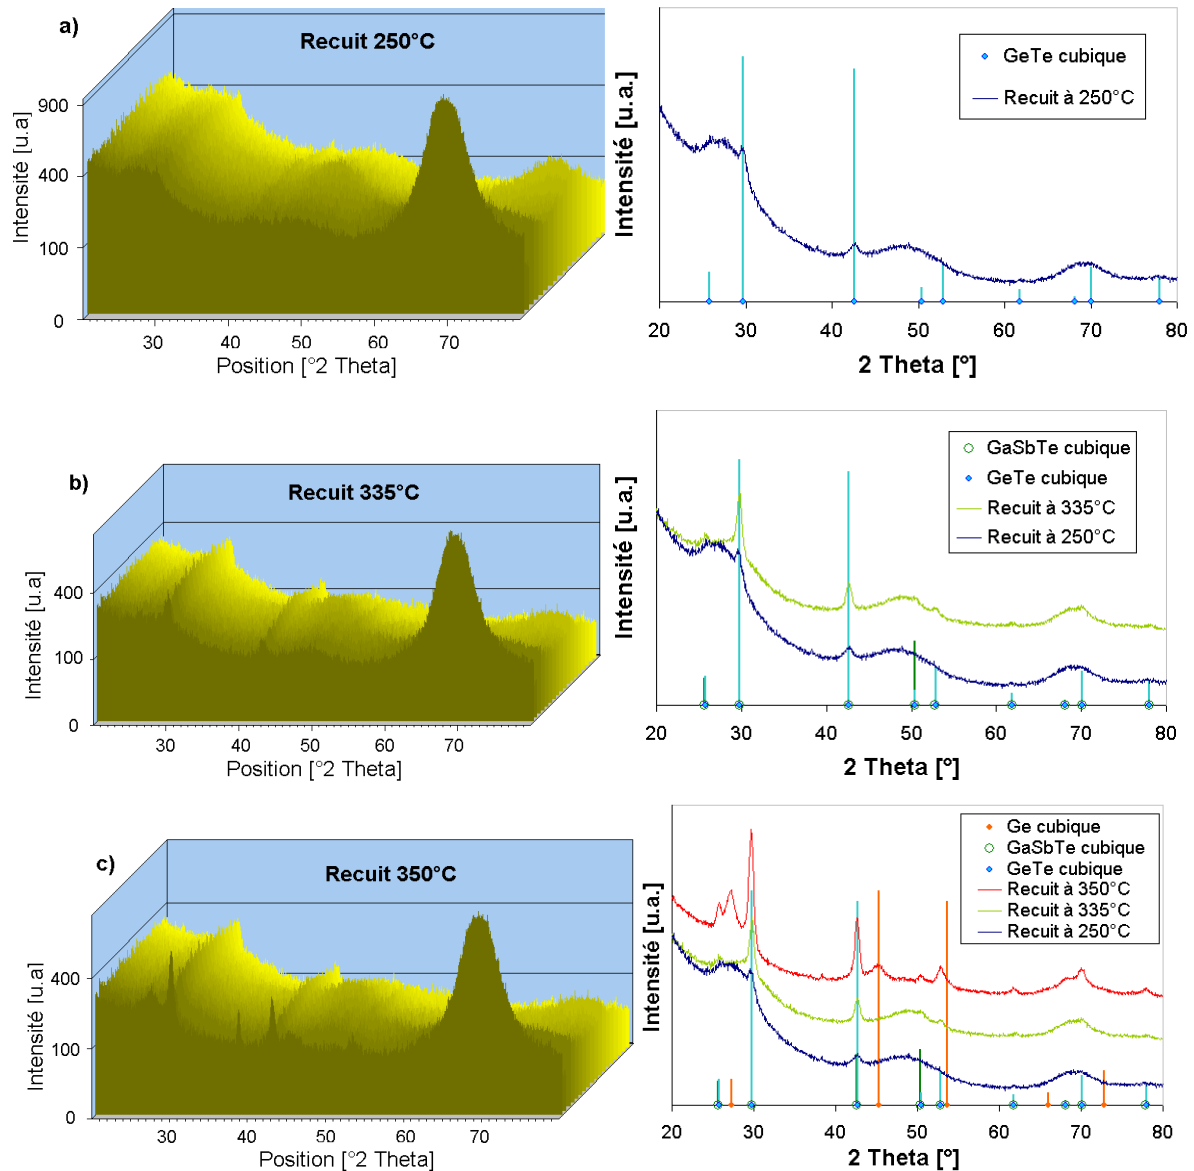 a)
Recuit 250°C
Intensité [u.a]
900
400
100
0
30
40
50
60
70
Position [°2 Theta]
Intensité [u.a.]
GeTe cubique
Recuit à 250°C
20
30
40
50
60
70
80
2 Theta [°]
b)
Recuit 335°C
Intensité [u.a]
400
100
0
30
40
50
60
70
Position [°2 Theta]
Intensité [u.a.]
GaSbTe cubique
GeTe cubique
Recuit à 335°C
Recuit à 250°C
20
30
40
50
60
70
80
2 Theta [°]
c)
Recuit 350°C
Intensité [u.a]
400
100
0
30
40
50
60
70
Position [°2 Theta]
Intensité [u.a.]
Ge cubique
GaSbTe cubique
GeTe cubique
Recuit à 350°C
Recuit à 335°C
Recuit à 250°C
20
30
40
50
60
70
80
2 Theta [°]